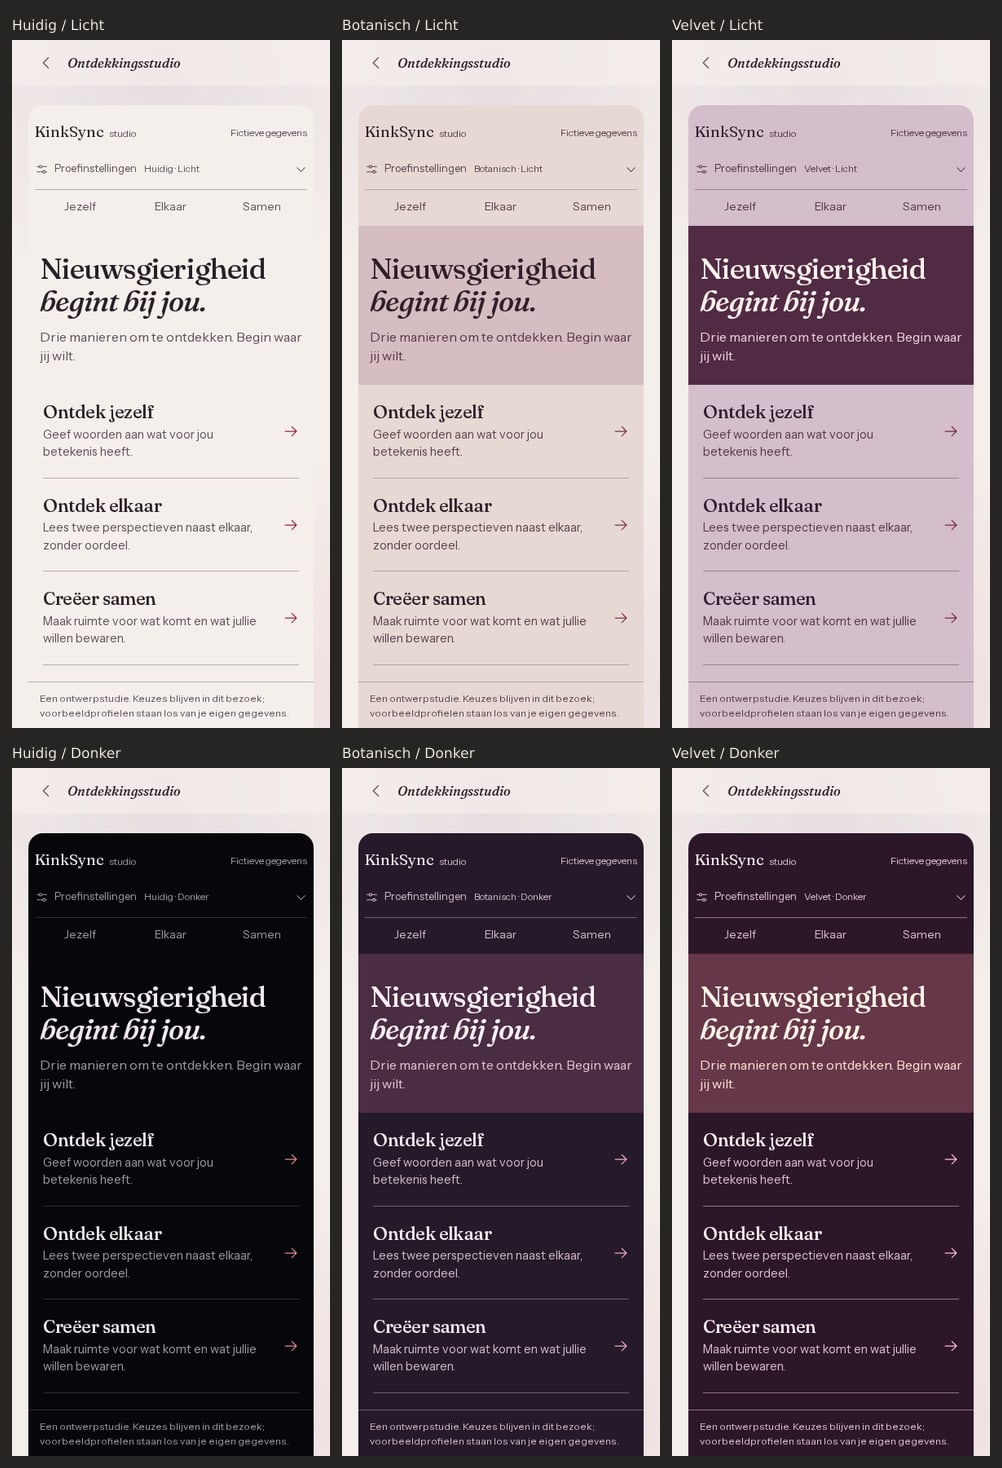 Huidig / Licht
Ontdekkingsstudio
KinkSync studio Fictieve gegevens
Proefinstellingen Huidig · Licht
Jezelf Elkaar Samen
Nieuwsgierigheid
begint bij jou.
Drie manieren om te ontdekken. Begin waar
jij wilt.
Ontdek jezelf
Geef woorden aan wat voor jou
betekenis heeft.
Ontdek elkaar
Lees twee perspectieven naast elkaar,
zonder oordeel.
Creëer samen
Maak ruimte voor wat komt en wat jullie
willen bewaren.
Een ontwerpstudie. Keuzes blijven in dit bezoek;
voorbeeldprofielen staan los van je eigen gegevens.
Botanisch / Licht
Ontdekkingsstudio
KinkSync studio Fictieve gegevens
Proefinstellingen Botanisch · Licht
Jezelf Elkaar Samen
Nieuwsgierigheid
begint bij jou.
Drie manieren om te ontdekken. Begin waar
jij wilt.
Ontdek jezelf
Geef woorden aan wat voor jou
betekenis heeft.
Ontdek elkaar
Lees twee perspectieven naast elkaar,
zonder oordeel.
Creëer samen
Maak ruimte voor wat komt en wat jullie
willen bewaren.
Een ontwerpstudie. Keuzes blijven in dit bezoek;
voorbeeldprofielen staan los van je eigen gegevens.
Velvet / Licht
Ontdekkingsstudio
KinkSync studio Fictieve gegevens
Proefinstellingen Velvet · Licht
Jezelf Elkaar Samen
Nieuwsgierigheid
begint bij jou.
Drie manieren om te ontdekken. Begin waar
jij wilt.
Ontdek jezelf
Geef woorden aan wat voor jou
betekenis heeft.
Ontdek elkaar
Lees twee perspectieven naast elkaar,
zonder oordeel.
Creëer samen
Maak ruimte voor wat komt en wat jullie
willen bewaren.
Een ontwerpstudie. Keuzes blijven in dit bezoek;
voorbeeldprofielen staan los van je eigen gegevens.
Huidig / Donker
Ontdekkingsstudio
KinkSync studio Fictieve gegevens
Proefinstellingen Huidig · Donker
Jezelf Elkaar Samen
Nieuwsgierigheid
begint bij jou.
Drie manieren om te ontdekken. Begin waar
jij wilt.
Ontdek jezelf
Geef woorden aan wat voor jou
betekenis heeft.
Ontdek elkaar
Lees twee perspectieven naast elkaar,
zonder oordeel.
Creëer samen
Maak ruimte voor wat komt en wat jullie
willen bewaren.
Een ontwerpstudie. Keuzes blijven in dit bezoek;
voorbeeldprofielen staan los van je eigen gegevens.
Botanisch / Donker
Ontdekkingsstudio
KinkSync studio Fictieve gegevens
Proefinstellingen Botanisch · Donker
Jezelf Elkaar Samen
Nieuwsgierigheid
begint bij jou.
Drie manieren om te ontdekken. Begin waar
jij wilt.
Ontdek jezelf
Geef woorden aan wat voor jou
betekenis heeft.
Ontdek elkaar
Lees twee perspectieven naast elkaar,
zonder oordeel.
Creëer samen
Maak ruimte voor wat komt en wat jullie
willen bewaren.
Een ontwerpstudie. Keuzes blijven in dit bezoek;
voorbeeldprofielen staan los van je eigen gegevens.
Velvet / Donker
Ontdekkingsstudio
KinkSync studio Fictieve gegevens
Proefinstellingen Velvet · Donker
Jezelf Elkaar Samen
Nieuwsgierigheid
begint bij jou.
Drie manieren om te ontdekken. Begin waar
jij wilt.
Ontdek jezelf
Geef woorden aan wat voor jou
betekenis heeft.
Ontdek elkaar
Lees twee perspectieven naast elkaar,
zonder oordeel.
Creëer samen
Maak ruimte voor wat komt en wat jullie
willen bewaren.
Een ontwerpstudie. Keuzes blijven in dit bezoek;
voorbeeldprofielen staan los van je eigen gegevens.